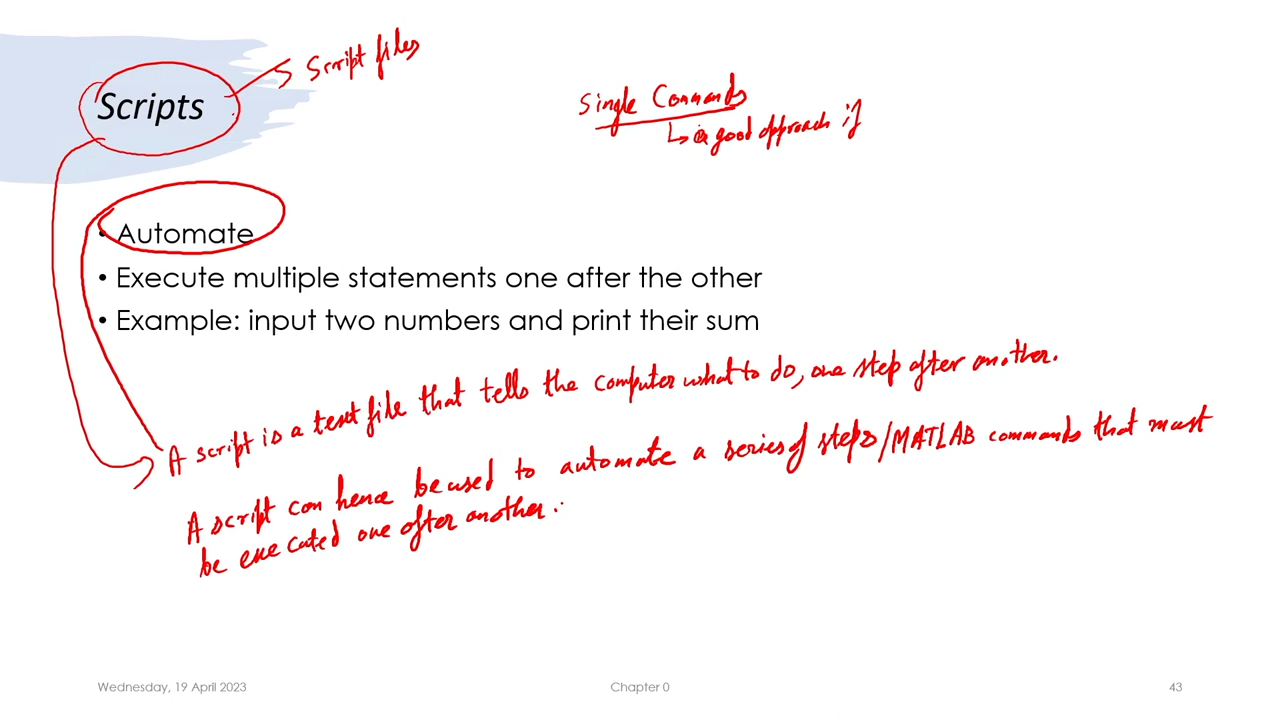 Script files
Scripts
Single Commands
↳ a good approach if
• Automate
• Execute multiple statements one after the other
• Example: input two numbers and print their sum
A script is a text file that tells the computer what to do, one step after another.
A script can hence be used to automate a series of steps/MATLAB commands that must
be executed one after another.
Wednesday, 19 April 2023
Chapter 0
43